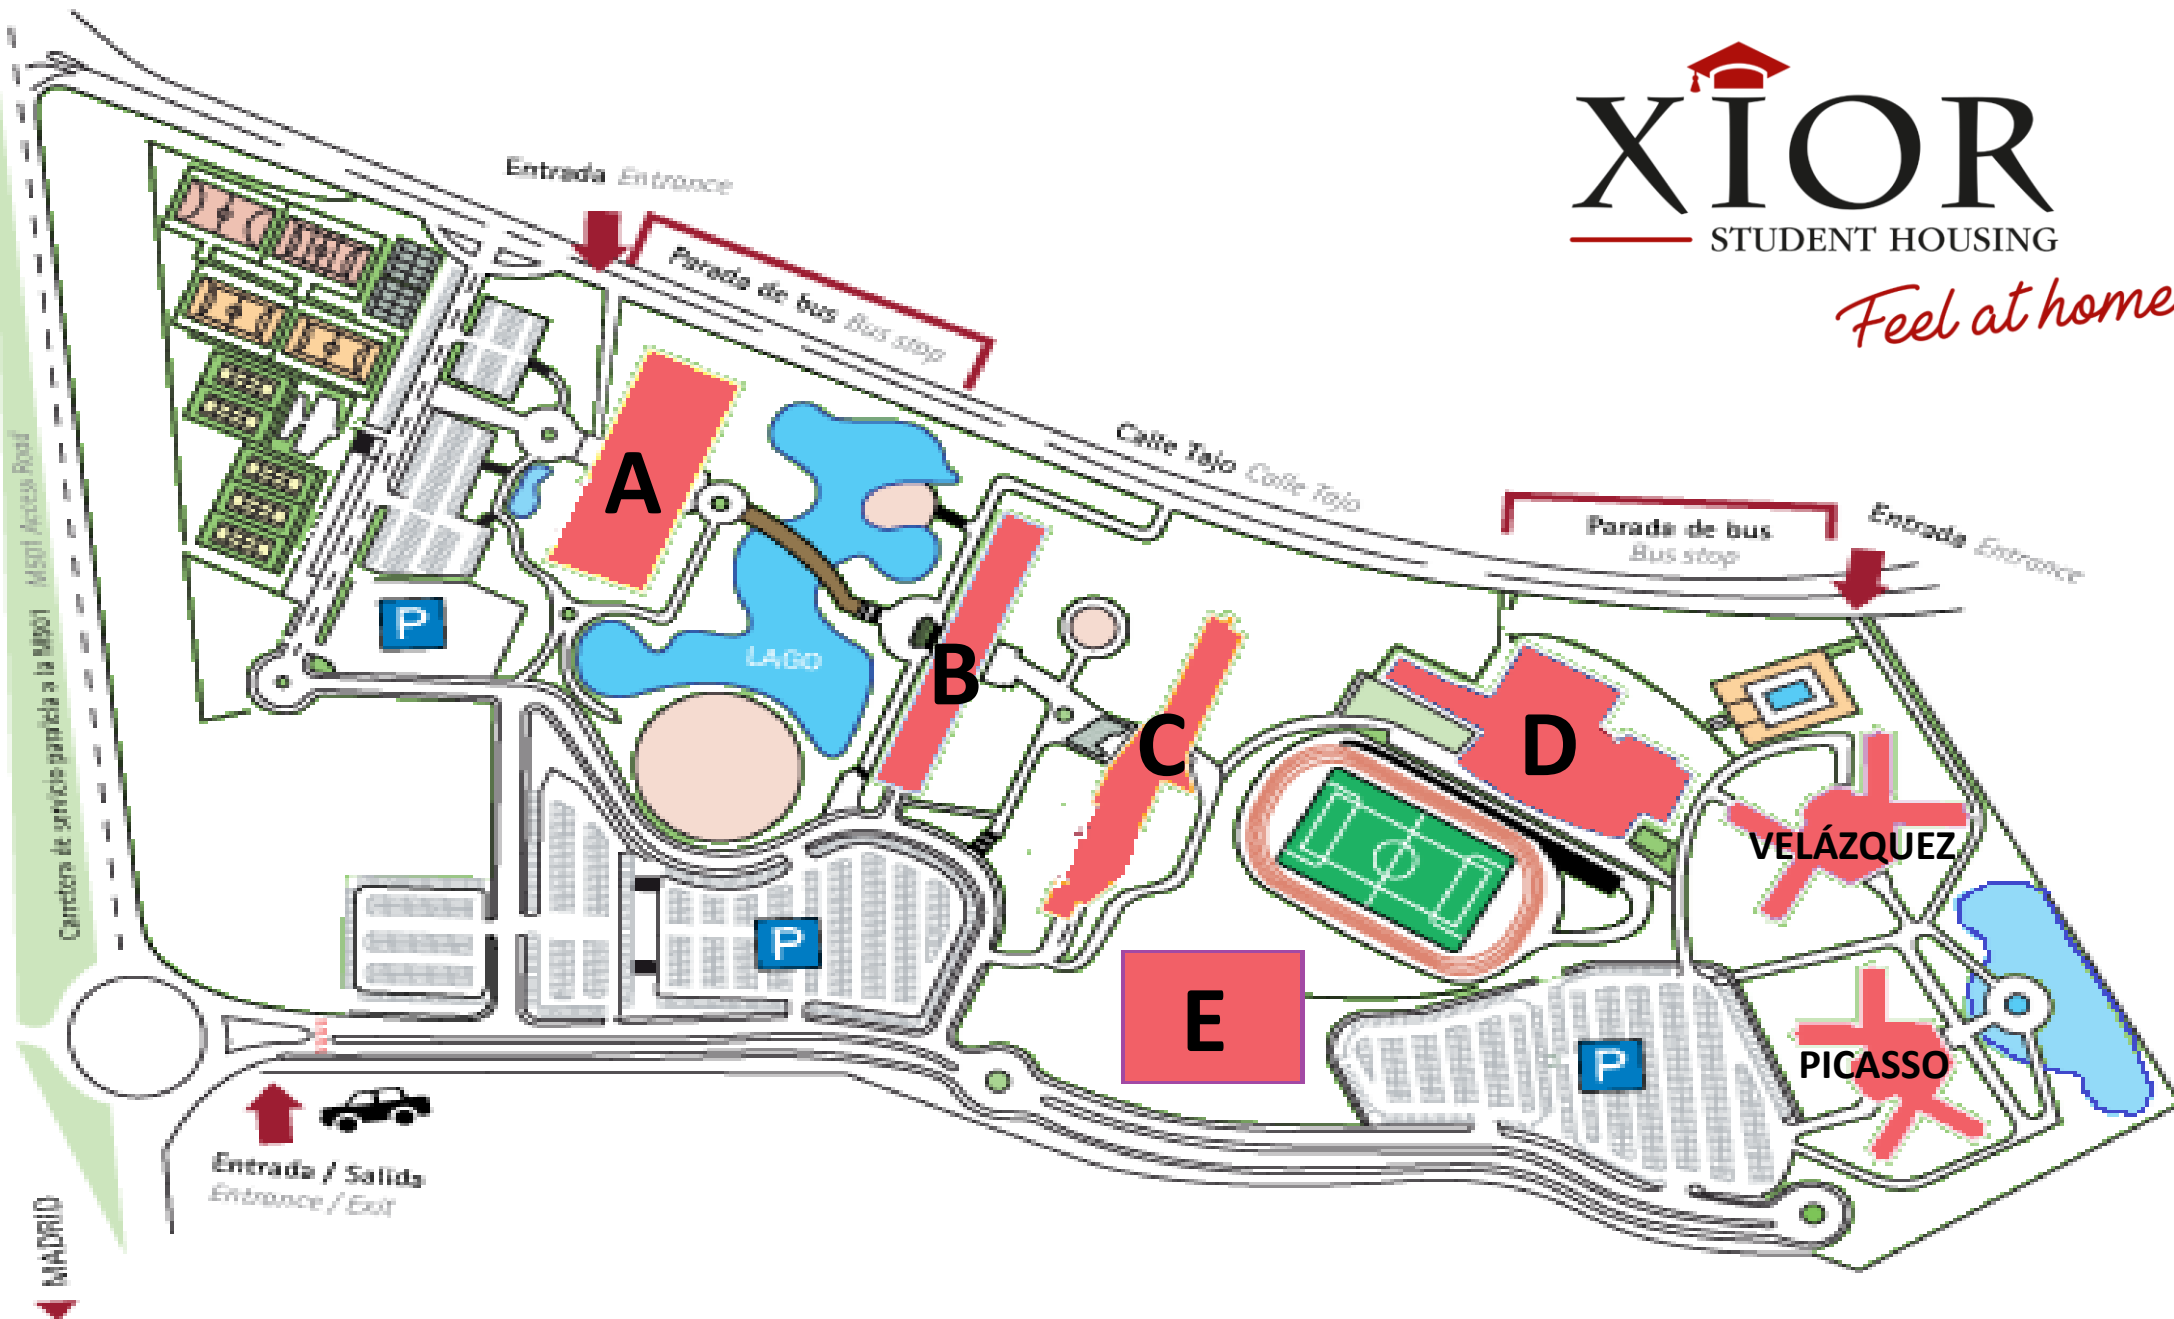 XIOR
STUDENT HOUSING
Feel at home
Entrada Entrance
Parada de bus Bus stop
Calle Tajo Calle Tajo
Parada de bus
Bus stop
Entrada Entrance
A
B
C
D
E
P
LAGO
VELÁZQUEZ
P
PICASSO
P
Carretera de servicio paralela a la M501 M501 Access Road
Entrada / Salida
Entrance / Exit
MADRID